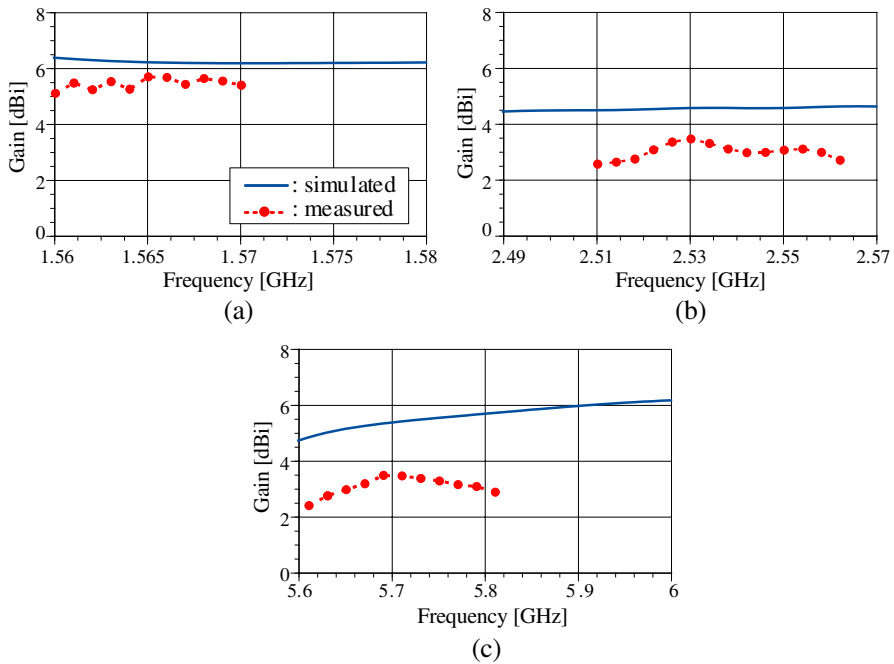 8
6
4
2
0
Gain [dBi]
: simulated
: measured
1.56 1.565 1.57 1.575 1.58
Frequency [GHz]
(a)
8
6
4
2
0
Gain [dBi]
2.49 2.51 2.53 2.55 2.57
Frequency [GHz]
(b)
8
6
4
2
0
Gain [dBi]
5.6 5.7 5.8 5.9 6
Frequency [GHz]
(c)